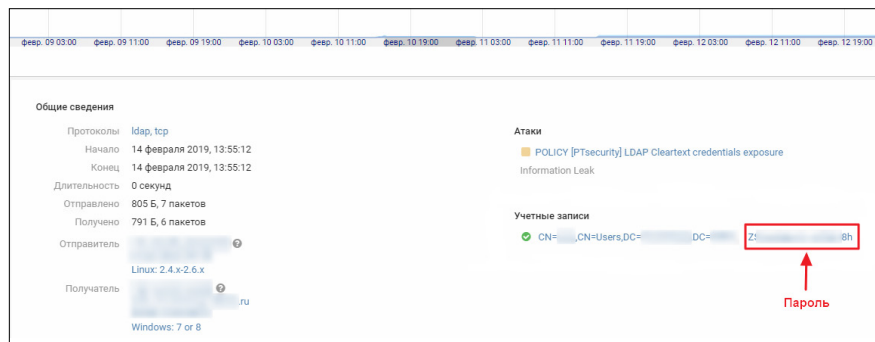 февр. 09 03:00 февр. 09 11:00 февр. 09 19:00 февр. 10 03:00 февр. 10 11:00 февр. 10 19:00 февр. 11 03:00 февр. 11 11:00 февр. 11 19:00 февр. 12 03:00 февр. 12 11:00 февр. 12 19:00
Общие сведения
Протоколы ldap, tcp
Начало 14 февраля 2019, 13:55:12
Конец 14 февраля 2019, 13:55:12
Длительность 0 секунд
Отправлено 805 Б, 7 пакетов
Получено 791 Б, 6 пакетов
Отправитель
Linux: 2.4.x-2.6.x
Получатель
.ru
Windows: 7 or 8
Атаки
POLICY [PTsecurity] LDAP Cleartext credentials exposure
Information Leak
Учетные записи
CN= ,CN=Users,DC= ,DC= ZS 8h
Пароль